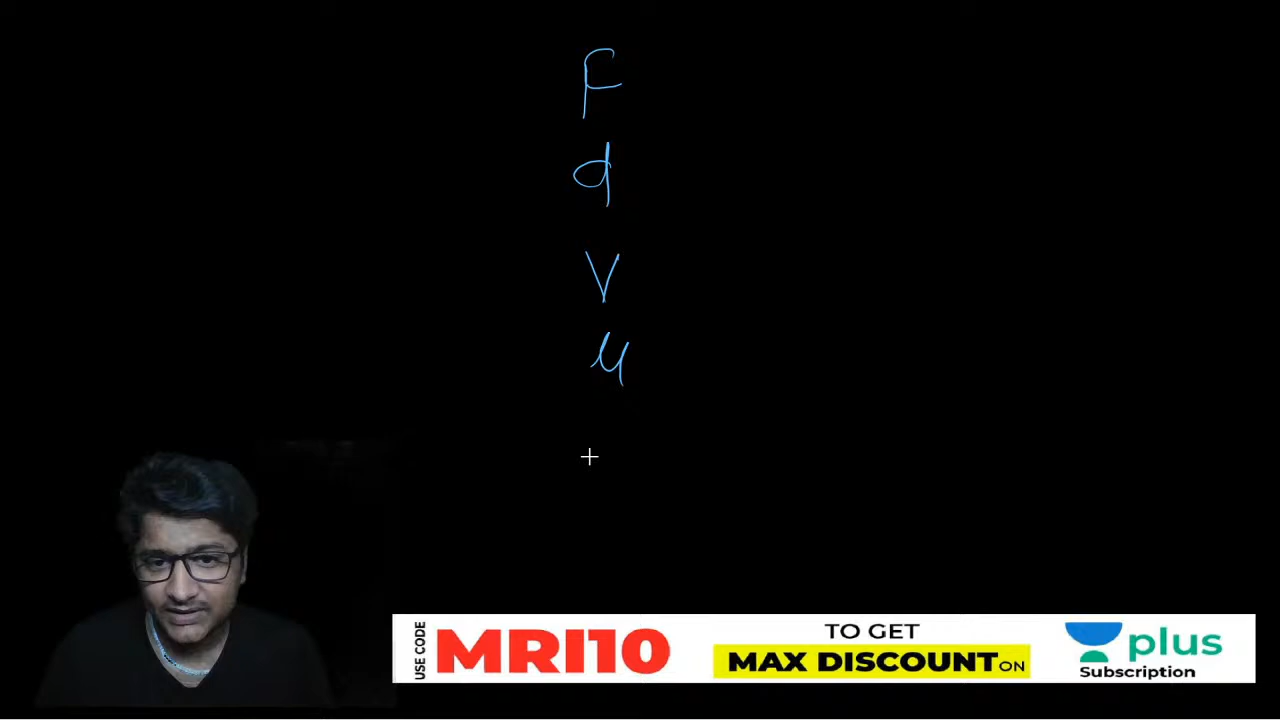 F
d
V
μ
USE CODE
MRI10
TO GET
MAX DISCOUNT ON
plus
Subscription